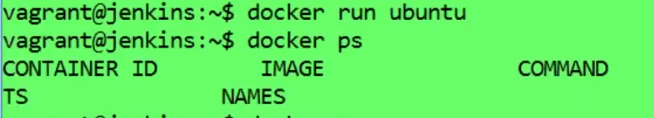 vagrant@jenkins:~$ docker run ubuntu
vagrant@jenkins:~$ docker ps
CONTAINER ID IMAGE COMMAND
TS NAMES